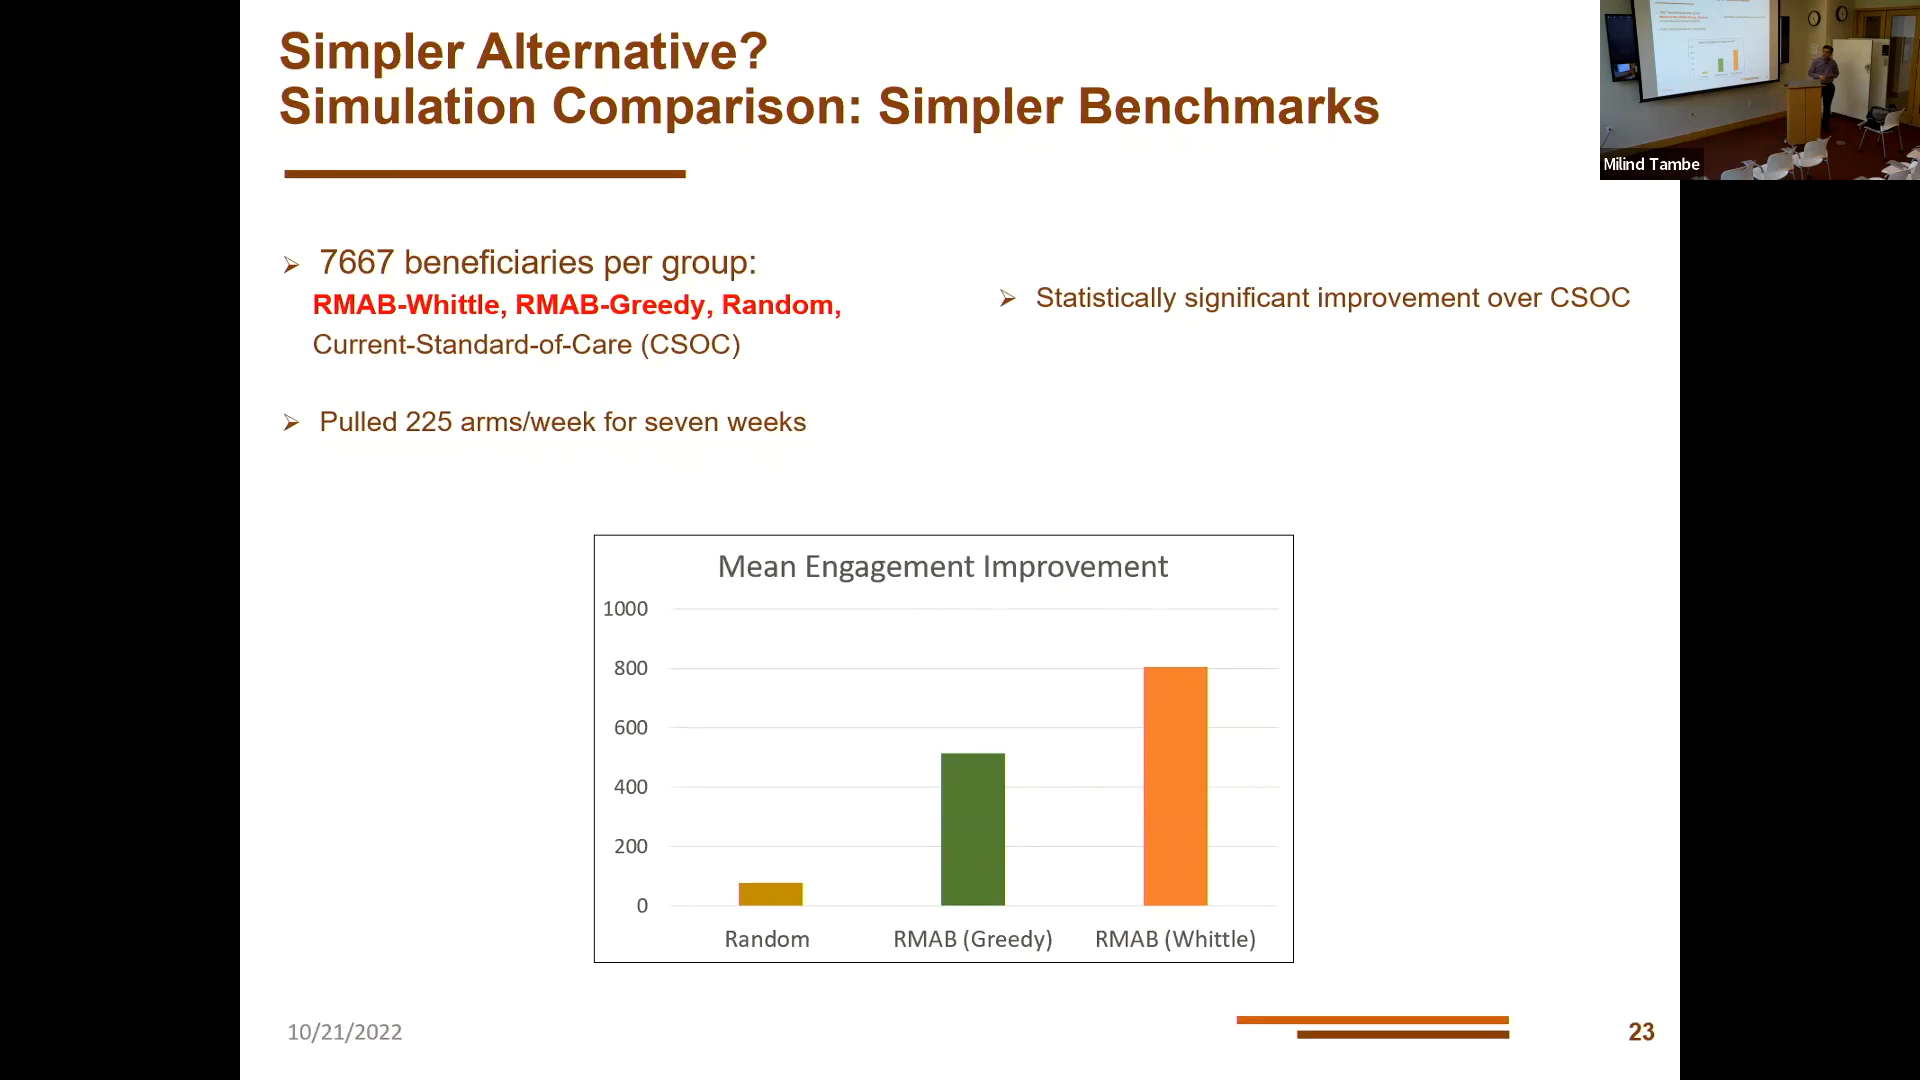 Simpler Alternative?
Simulation Comparison: Simpler Benchmarks
Milind Tambe
➢ 7667 beneficiaries per group:
RMAB-Whittle, RMAB-Greedy, Random,
Current-Standard-of-Care (CSOC)
➢ Pulled 225 arms/week for seven weeks
➢ Statistically significant improvement over CSOC
Mean Engagement Improvement
1000
800
600
400
200
0
Random RMAB (Greedy) RMAB (Whittle)
10/21/2022
23